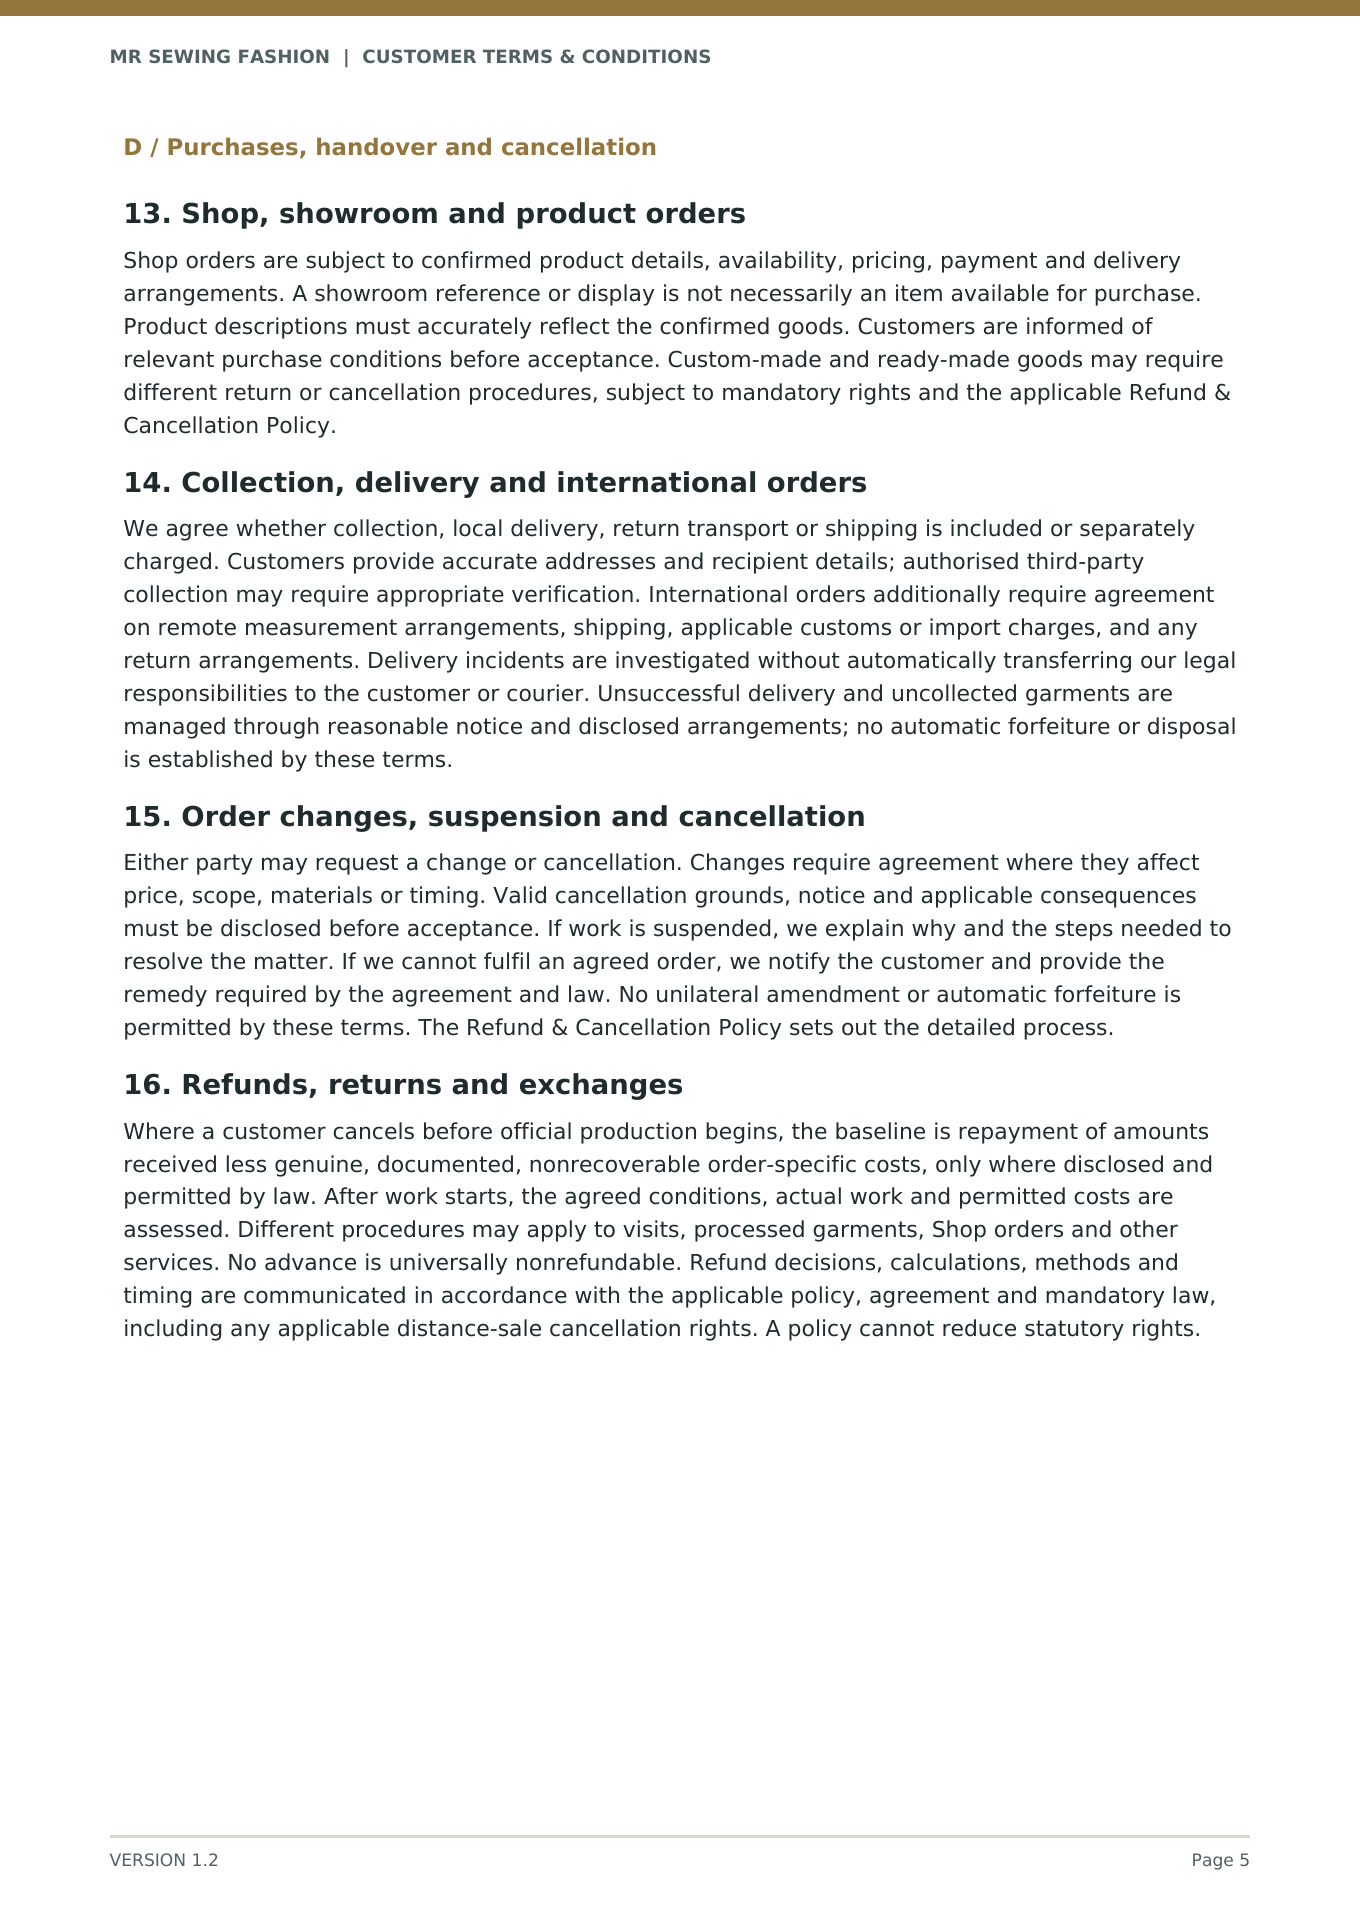 MR SEWING FASHION | CUSTOMER TERMS & CONDITIONS
D / Purchases, handover and cancellation
13. Shop, showroom and product orders
Shop orders are subject to confirmed product details, availability, pricing, payment and delivery
arrangements. A showroom reference or display is not necessarily an item available for purchase.
Product descriptions must accurately reflect the confirmed goods. Customers are informed of
relevant purchase conditions before acceptance. Custom-made and ready-made goods may require
different return or cancellation procedures, subject to mandatory rights and the applicable Refund &
Cancellation Policy.
14. Collection, delivery and international orders
We agree whether collection, local delivery, return transport or shipping is included or separately
charged. Customers provide accurate addresses and recipient details; authorised third-party
collection may require appropriate verification. International orders additionally require agreement
on remote measurement arrangements, shipping, applicable customs or import charges, and any
return arrangements. Delivery incidents are investigated without automatically transferring our legal
responsibilities to the customer or courier. Unsuccessful delivery and uncollected garments are
managed through reasonable notice and disclosed arrangements; no automatic forfeiture or disposal
is established by these terms.
15. Order changes, suspension and cancellation
Either party may request a change or cancellation. Changes require agreement where they affect
price, scope, materials or timing. Valid cancellation grounds, notice and applicable consequences
must be disclosed before acceptance. If work is suspended, we explain why and the steps needed to
resolve the matter. If we cannot fulfil an agreed order, we notify the customer and provide the
remedy required by the agreement and law. No unilateral amendment or automatic forfeiture is
permitted by these terms. The Refund & Cancellation Policy sets out the detailed process.
16. Refunds, returns and exchanges
Where a customer cancels before official production begins, the baseline is repayment of amounts
received less genuine, documented, nonrecoverable order-specific costs, only where disclosed and
permitted by law. After work starts, the agreed conditions, actual work and permitted costs are
assessed. Different procedures may apply to visits, processed garments, Shop orders and other
services. No advance is universally nonrefundable. Refund decisions, calculations, methods and
timing are communicated in accordance with the applicable policy, agreement and mandatory law,
including any applicable distance-sale cancellation rights. A policy cannot reduce statutory rights.
VERSION 1.2
Page 5